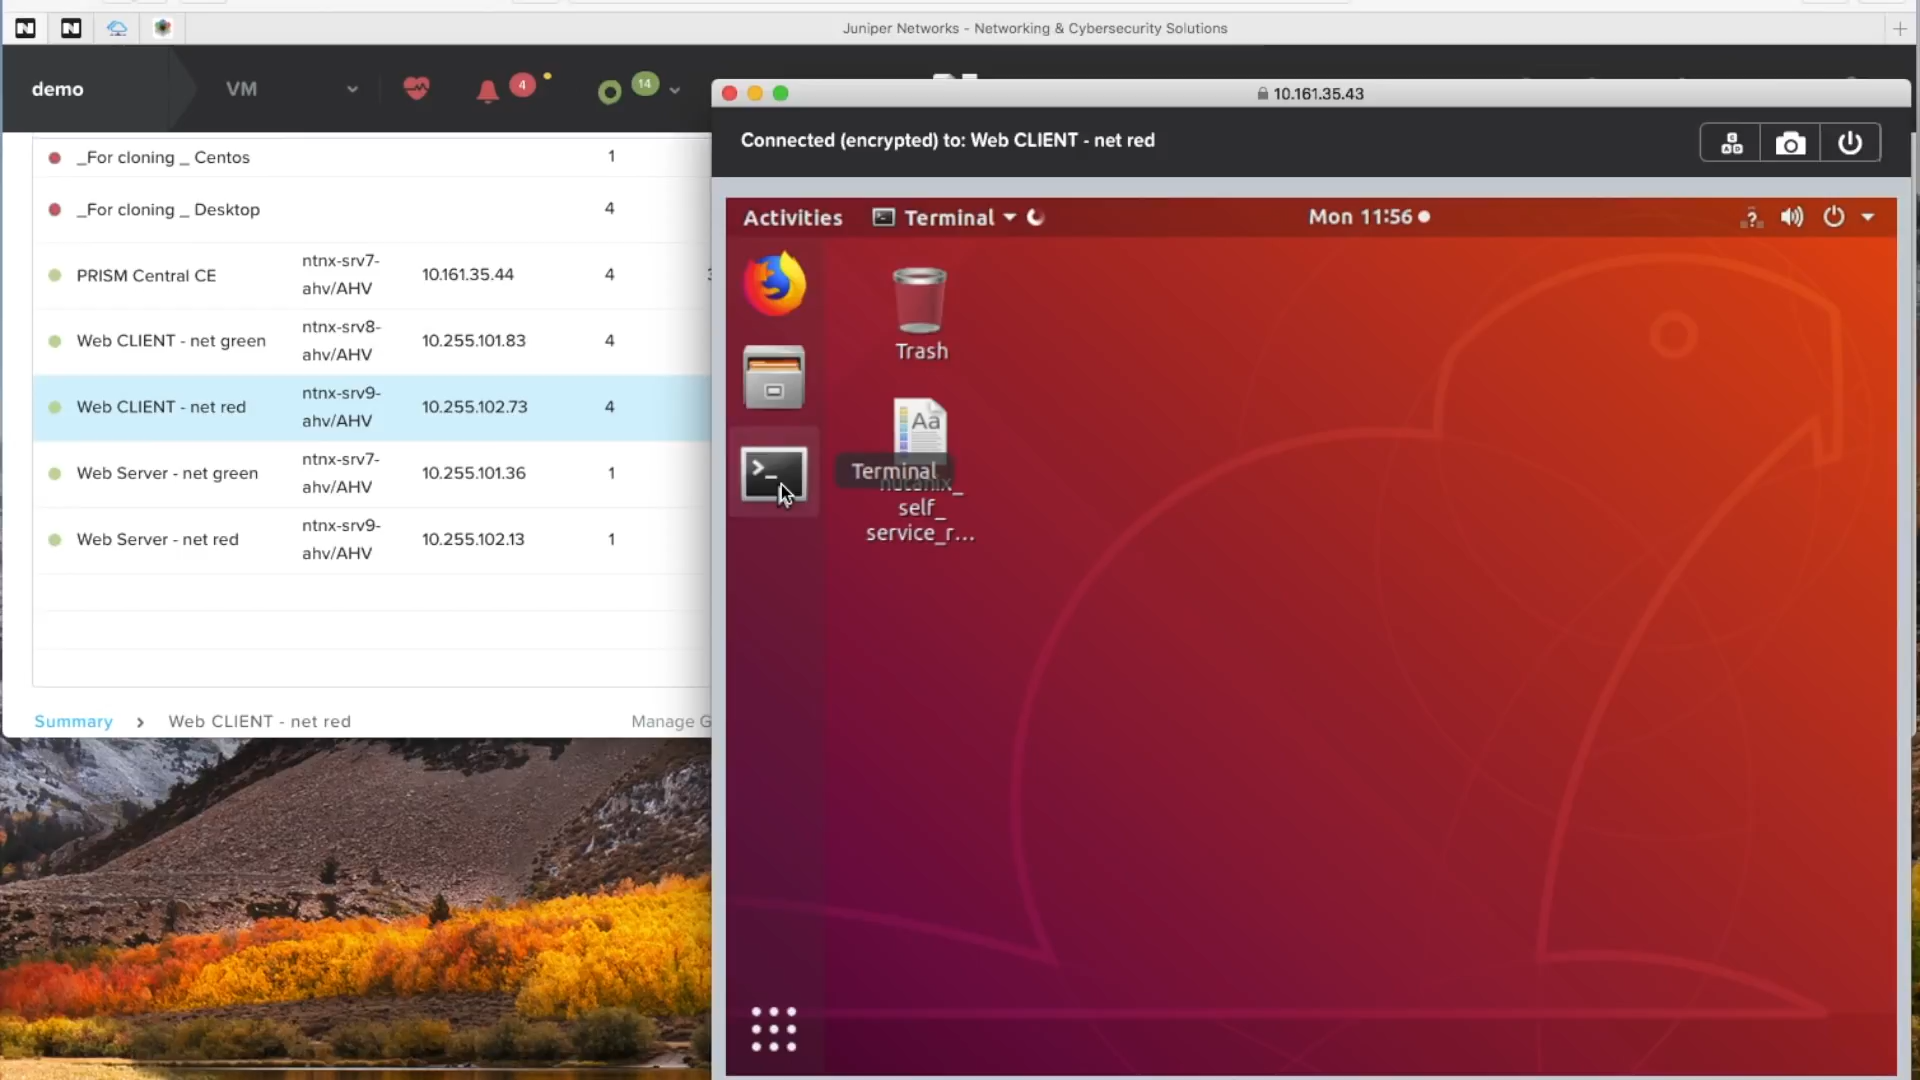 Juniper Networks - Networking & Cybersecurity Solutions
demo
VM
4
14
10.161.35.43
Connected (encrypted) to: Web CLIENT - net red
_For cloning _ Centos
1
_For cloning _ Desktop
4
PRISM Central CE
ntnx-srv7-
ahv/AHV
10.161.35.44
4
Web CLIENT - net green
ntnx-srv8-
ahv/AHV
10.255.101.83
4
Web CLIENT - net red
ntnx-srv9-
ahv/AHV
10.255.102.73
4
Web Server - net green
ntnx-srv7-
ahv/AHV
10.255.101.36
1
Web Server - net red
ntnx-srv9-
ahv/AHV
10.255.102.13
1
Summary
Web CLIENT - net red
Manage G
Activities
Terminal
Mon 11:56
Trash
Aa
Terminal
nutanix_
self_
service_r...